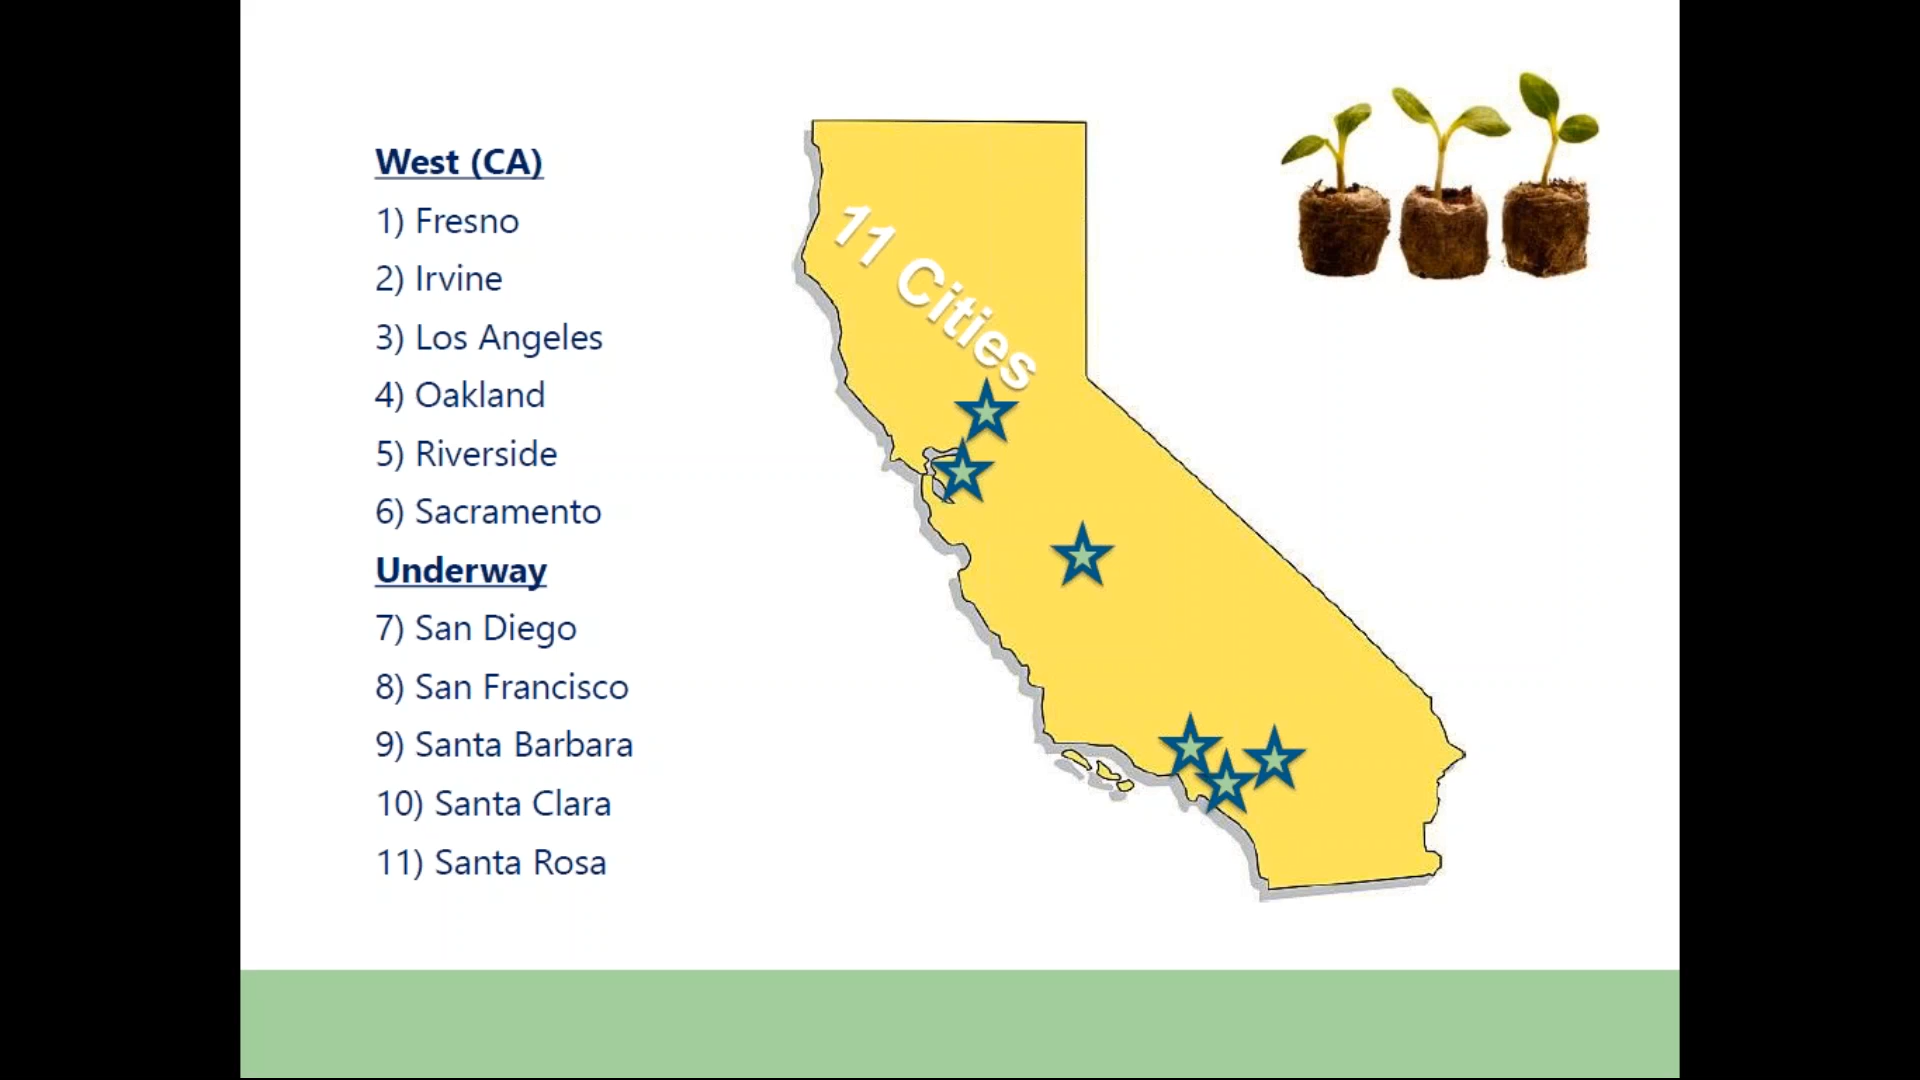 West (CA)
1) Fresno
2) Irvine
3) Los Angeles
4) Oakland
5) Riverside
6) Sacramento
Underway
7) San Diego
8) San Francisco
9) Santa Barbara
10) Santa Clara
11) Santa Rosa
11 Cities